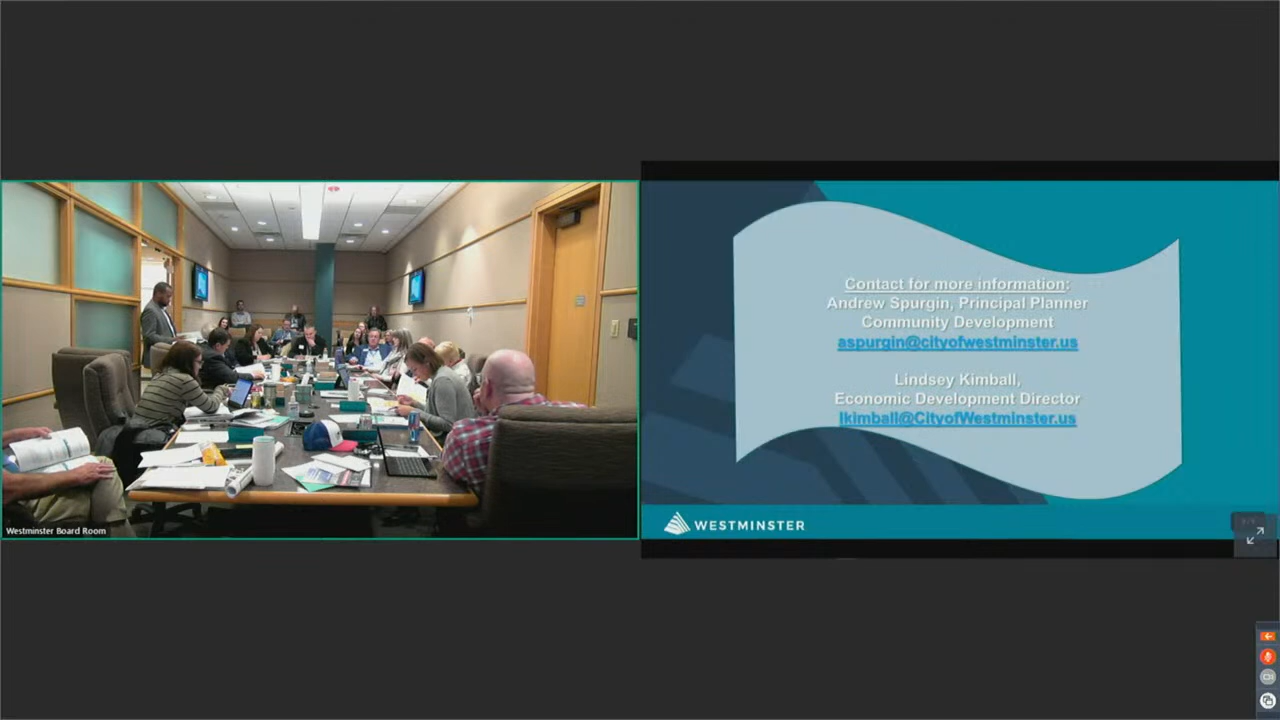 Westminster Board Room
Contact for more information:
Andrew Spurgin, Principal Planner
Community Development
aspurgin@cityofwestminster.us
Lindsey Kimball,
Economic Development Director
lkimball@CityofWestminster.us
WESTMINSTER